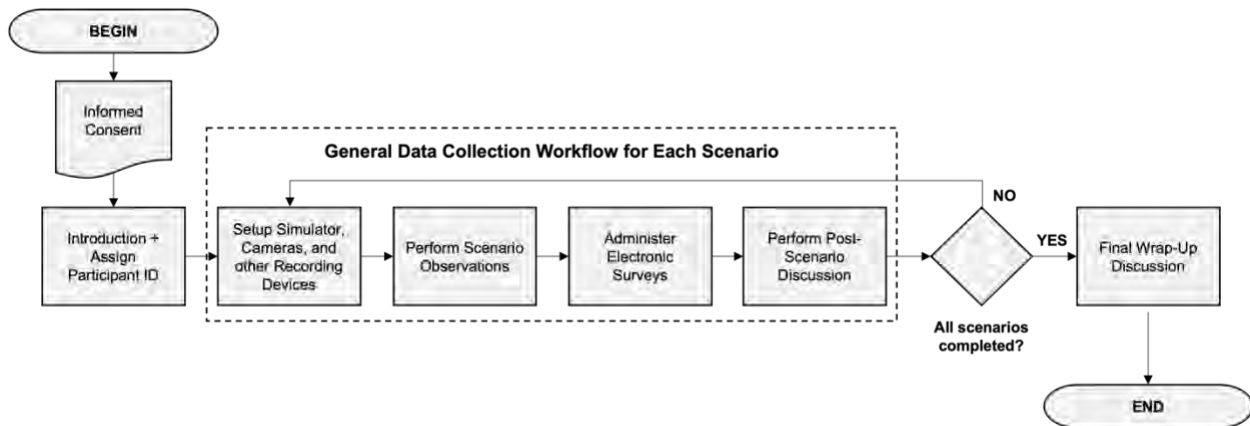 BEGIN
Informed
Consent
General Data Collection Workflow for Each Scenario
NO
Introduction +
Assign
Participant ID
Setup Simulator,
Cameras, and
other Recording
Devices
Perform Scenario
Observations
Administer
Electronic
Surveys
Perform Post-
Scenario
Discussion
YES
Final Wrap-Up
Discussion
All scenarios
completed?
END